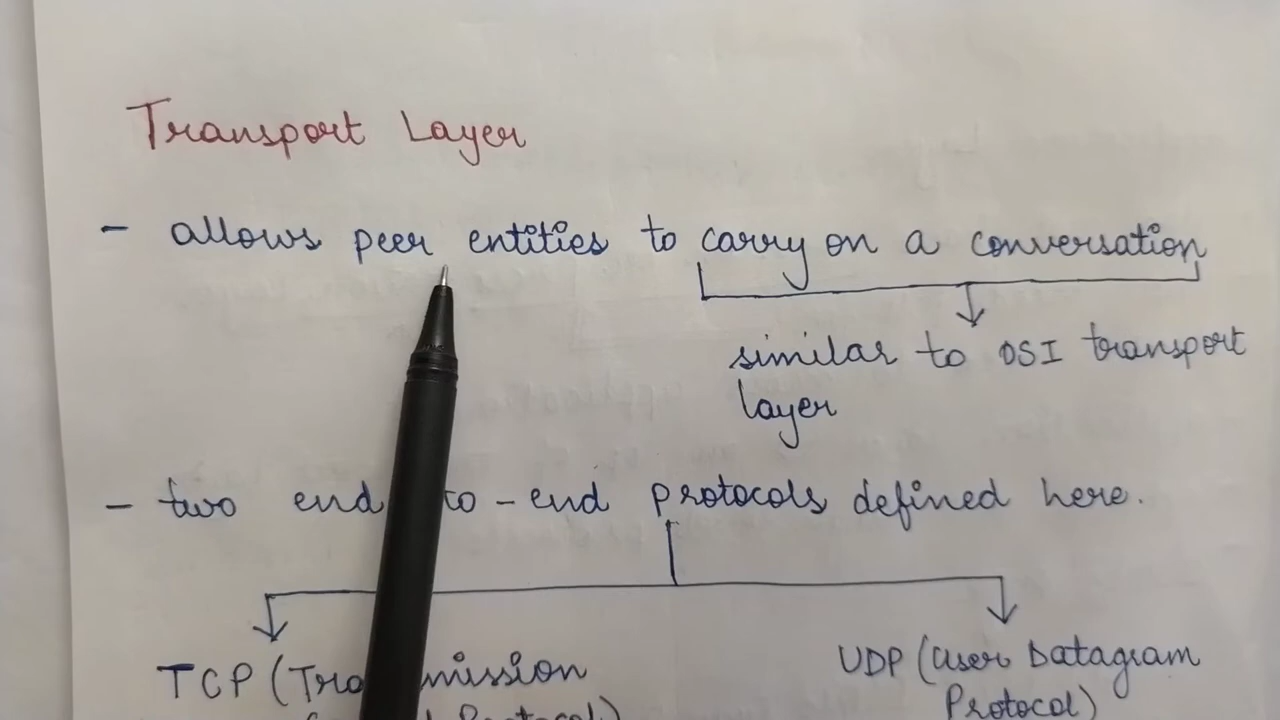 Transport Layer
- allows peer entities to carry on a conversation
similar to OSI transport
layer
- two end to-end protocols defined here.
TCP (Tra mission
UDP (User Datagram
Protocol)
Protocol)